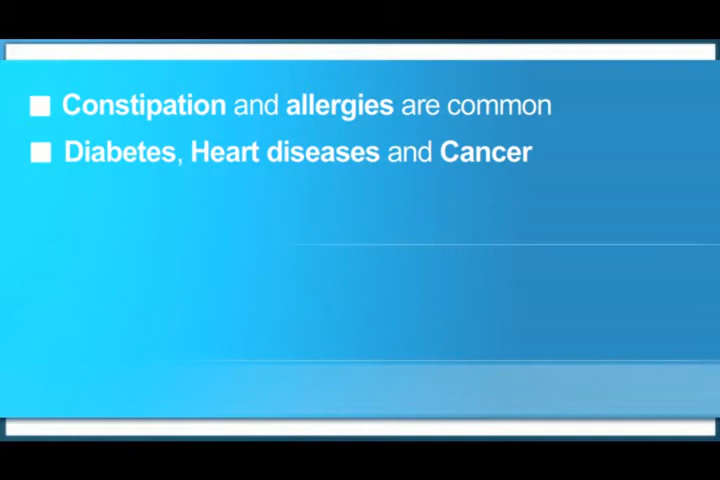 Constipation and allergies are common
Diabetes, Heart diseases and Cancer